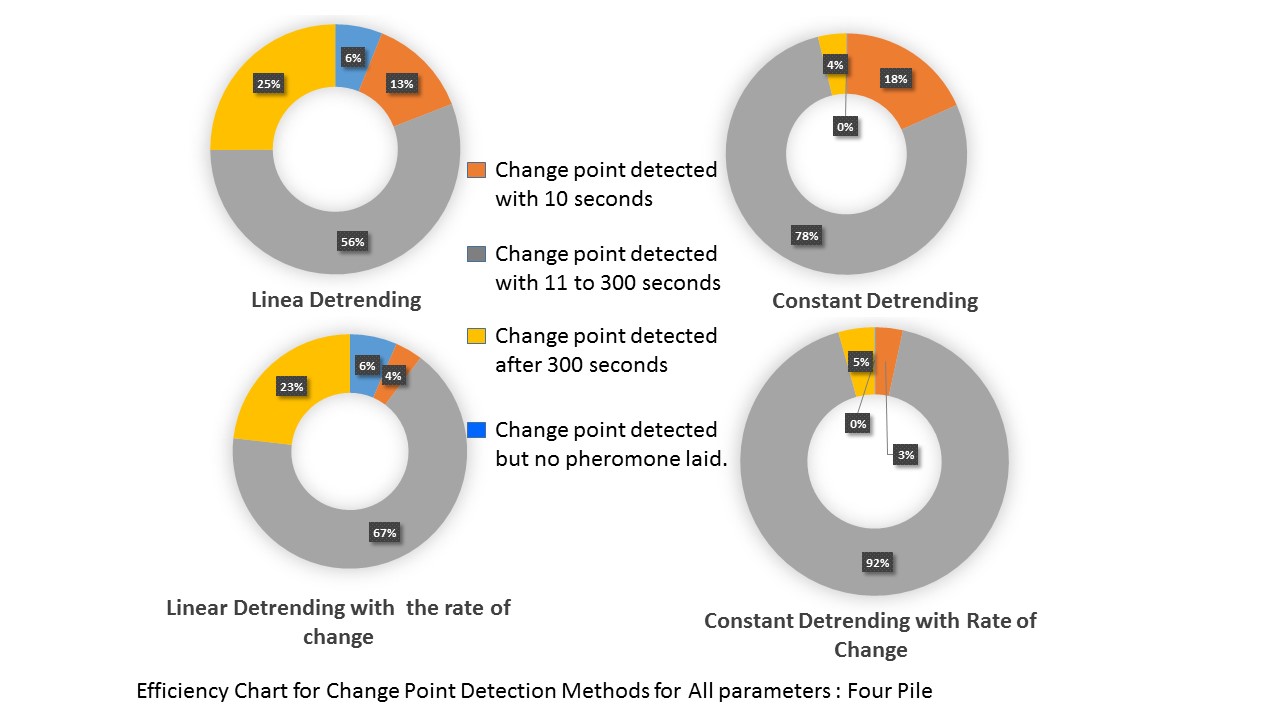 6%
13%
25%
56%
Linea Detrending
4%
18%
0%
78%
Constant Detrending
Change point detected
with 10 seconds
Change point detected
with 11 to 300 seconds
Change point detected
after 300 seconds
Change point detected
but no pheromone laid.
6%
4%
23%
67%
Linear Detrending with the rate of
change
5%
0%
3%
92%
Constant Detrending with Rate of
Change
Efficiency Chart for Change Point Detection Methods for All parameters : Four Pile